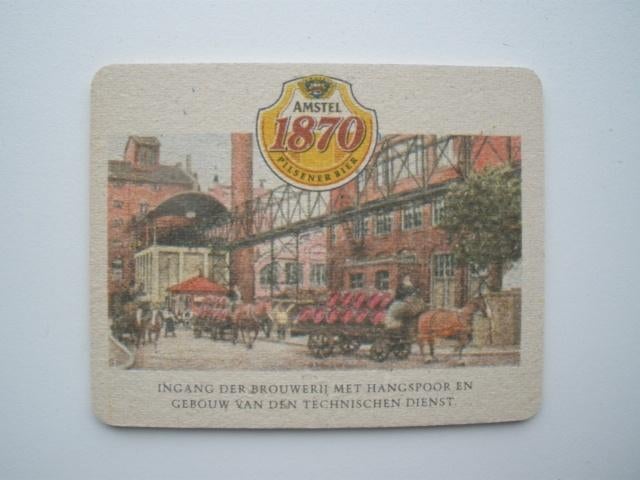 AMSTEL
1870
PILSENER BIER
INGANG DER BROUWERIJ MET HANGSPOOR EN
GEBOUW VAN DEN TECHNISCHEN DIENST.